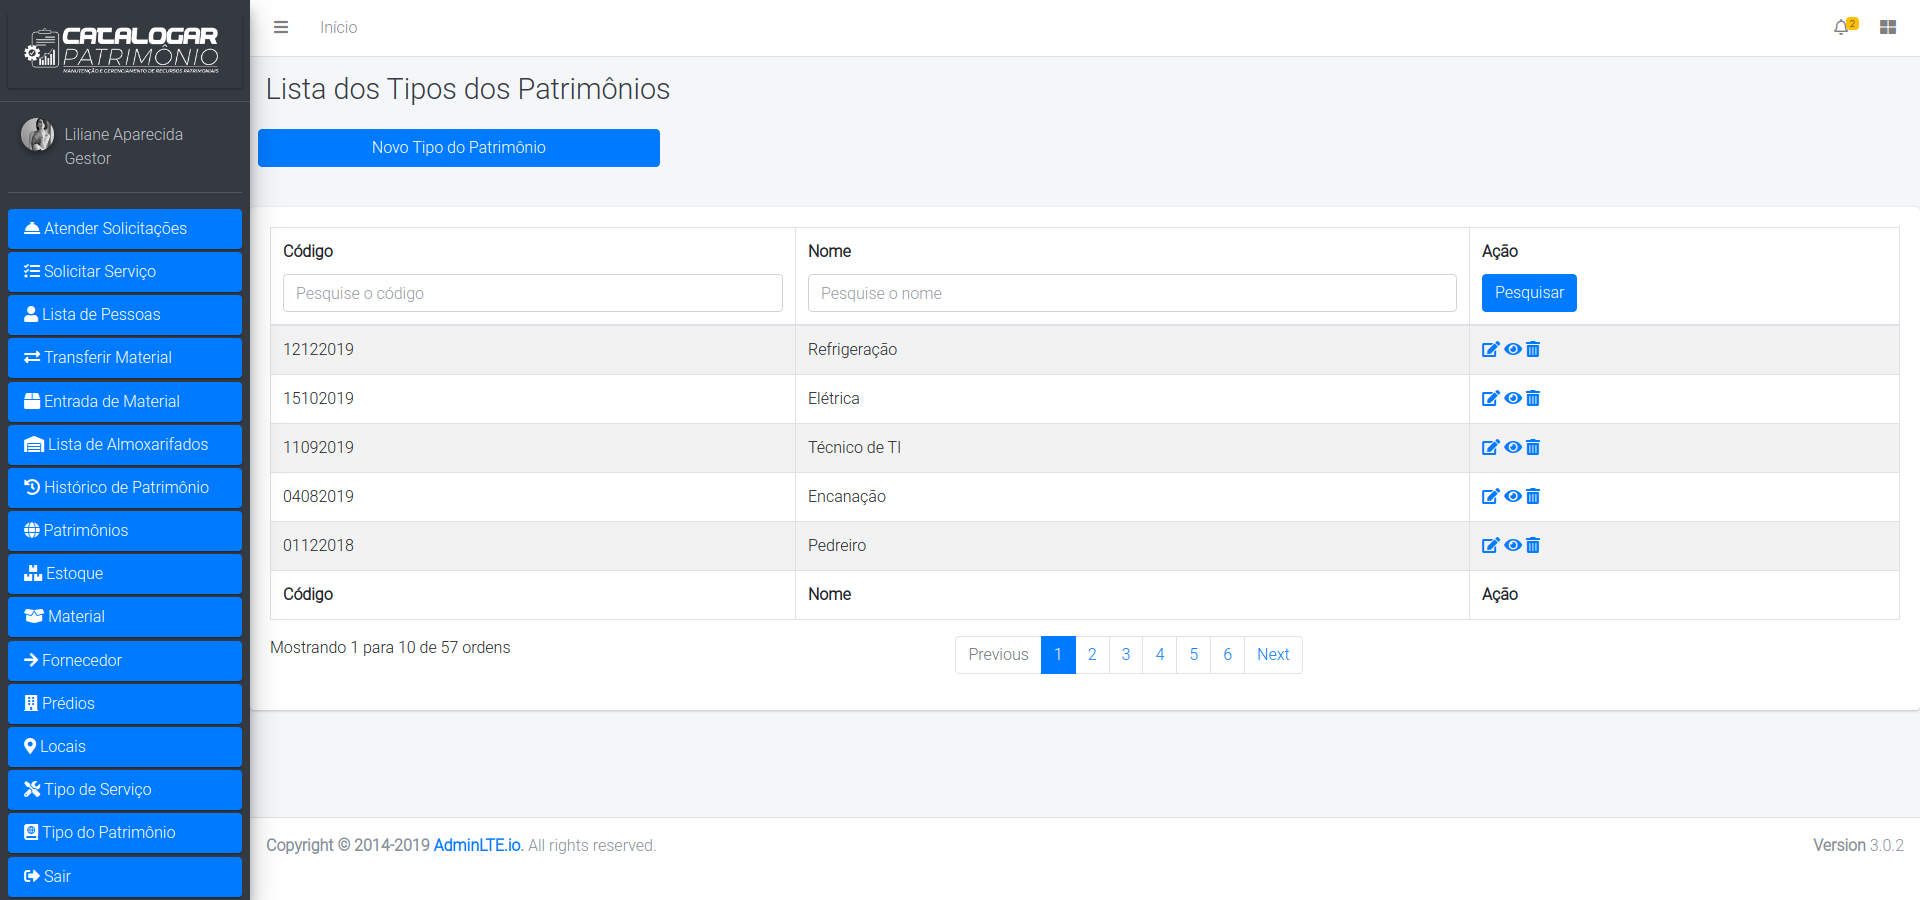 CATALOGAR
PATRIMÔNIO
MANUTENÇÃO E GERENCIAMENTO DE RECURSOS PATRIMONIAIS
Liliane Aparecida
Gestor
Atender Solicitações
Solicitar Serviço
Lista de Pessoas
Transferir Material
Entrada de Material
Lista de Almoxarifados
Histórico de Patrimônio
Patrimônios
Estoque
Material
Fornecedor
Prédios
Locais
Tipo de Serviço
Tipo do Patrimônio
Sair
Início
2
Lista dos Tipos dos Patrimônios
Novo Tipo do Patrimônio
Código Nome Ação
Pesquise o código Pesquise o nome Pesquisar
12122019 Refrigeração
15102019 Elétrica
11092019 Técnico de TI
04082019 Encanação
01122018 Pedreiro
Código Nome Ação
Mostrando 1 para 10 de 57 ordens
Previous 1 2 3 4 5 6 Next
Copyright © 2014-2019 AdminLTE.io. All rights reserved.
Version 3.0.2